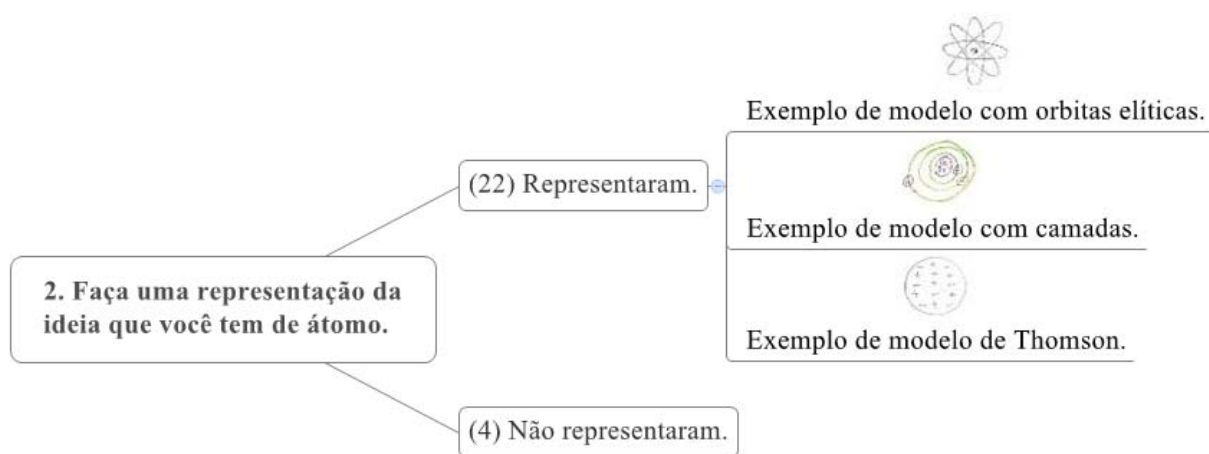 2. Faça uma representação da
ideia que você tem de átomo.
(22) Representaram.
Exemplo de modelo com orbitas elíticas.
Exemplo de modelo com camadas.
Exemplo de modelo de Thomson.
(4) Não representaram.